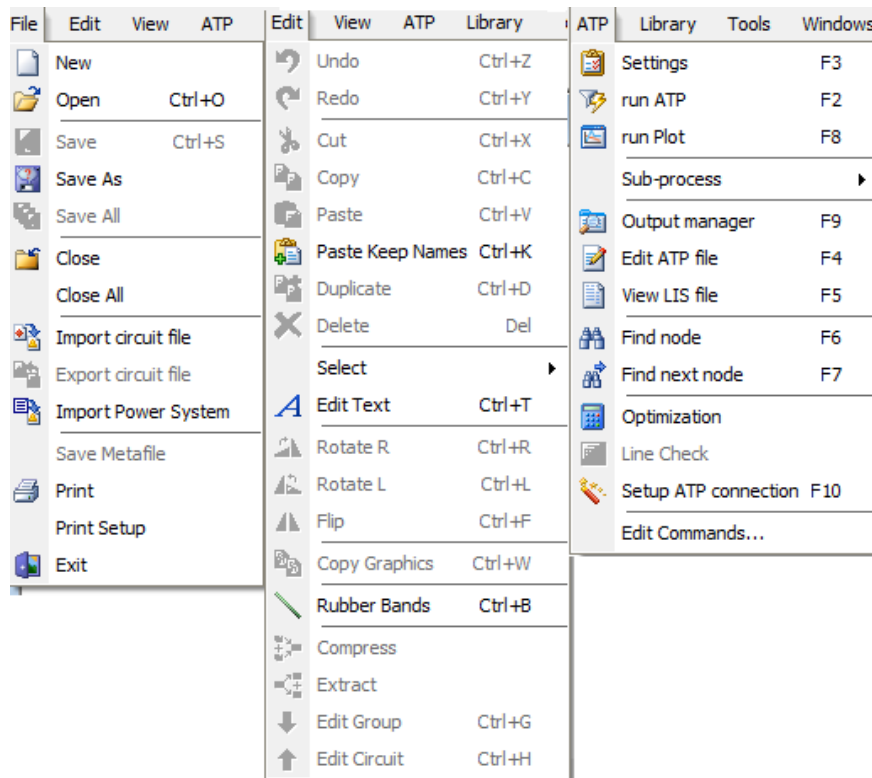 File Edit View ATP
New
Open Ctrl+O
Save Ctrl+S
Save As
Save All
Close
Close All
Import circuit file
Export circuit file
Import Power System
Save Metafile
Print
Print Setup
Exit
Edit View ATP Library
Undo Ctrl+Z
Redo Ctrl+Y
Cut Ctrl+X
Copy Ctrl+C
Paste Ctrl+V
Paste Keep Names Ctrl+K
Duplicate Ctrl+D
Delete Del
Select
Edit Text Ctrl+T
Rotate R Ctrl+R
Rotate L Ctrl+L
Flip Ctrl+F
Copy Graphics Ctrl+W
Rubber Bands Ctrl+B
Compress
Extract
Edit Group Ctrl+G
Edit Circuit Ctrl+H
ATP Library Tools Windows
Settings F3
run ATP F2
run Plot F8
Sub-process
Output manager F9
Edit ATP file F4
View LIS file F5
Find node F6
Find next node F7
Optimization
Line Check
Setup ATP connection F10
Edit Commands...